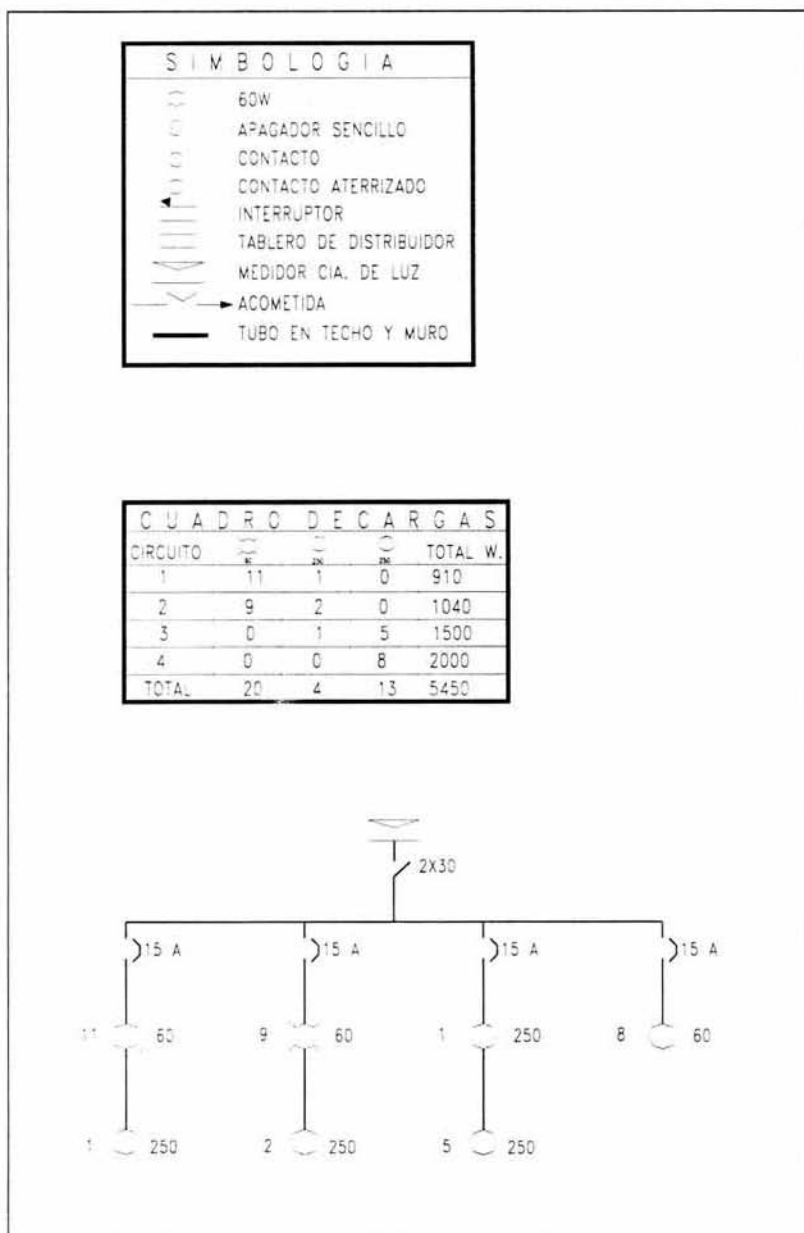 SIMBOLOGIA
60W
APAGADOR SENCILLO
CONTACTO
CONTACTO ATERRIZADO
INTERRUPTOR
TABLERO DE DISTRIBUIDOR
MEDIDOR CIA. DE LUZ
ACOMETIDA
TUBO EN TECHO Y MURO
CUADRO DE CARGAS
CIRCUITO 60 250 250 TOTAL W.
1 11 1 0 910
2 9 2 0 1040
3 0 1 5 1500
4 0 0 8 2000
TOTAL 20 4 13 5450
2X30
15 A 15 A 15 A 15 A
11 60 9 60 1 250 8 60
1 250 2 250 5 250